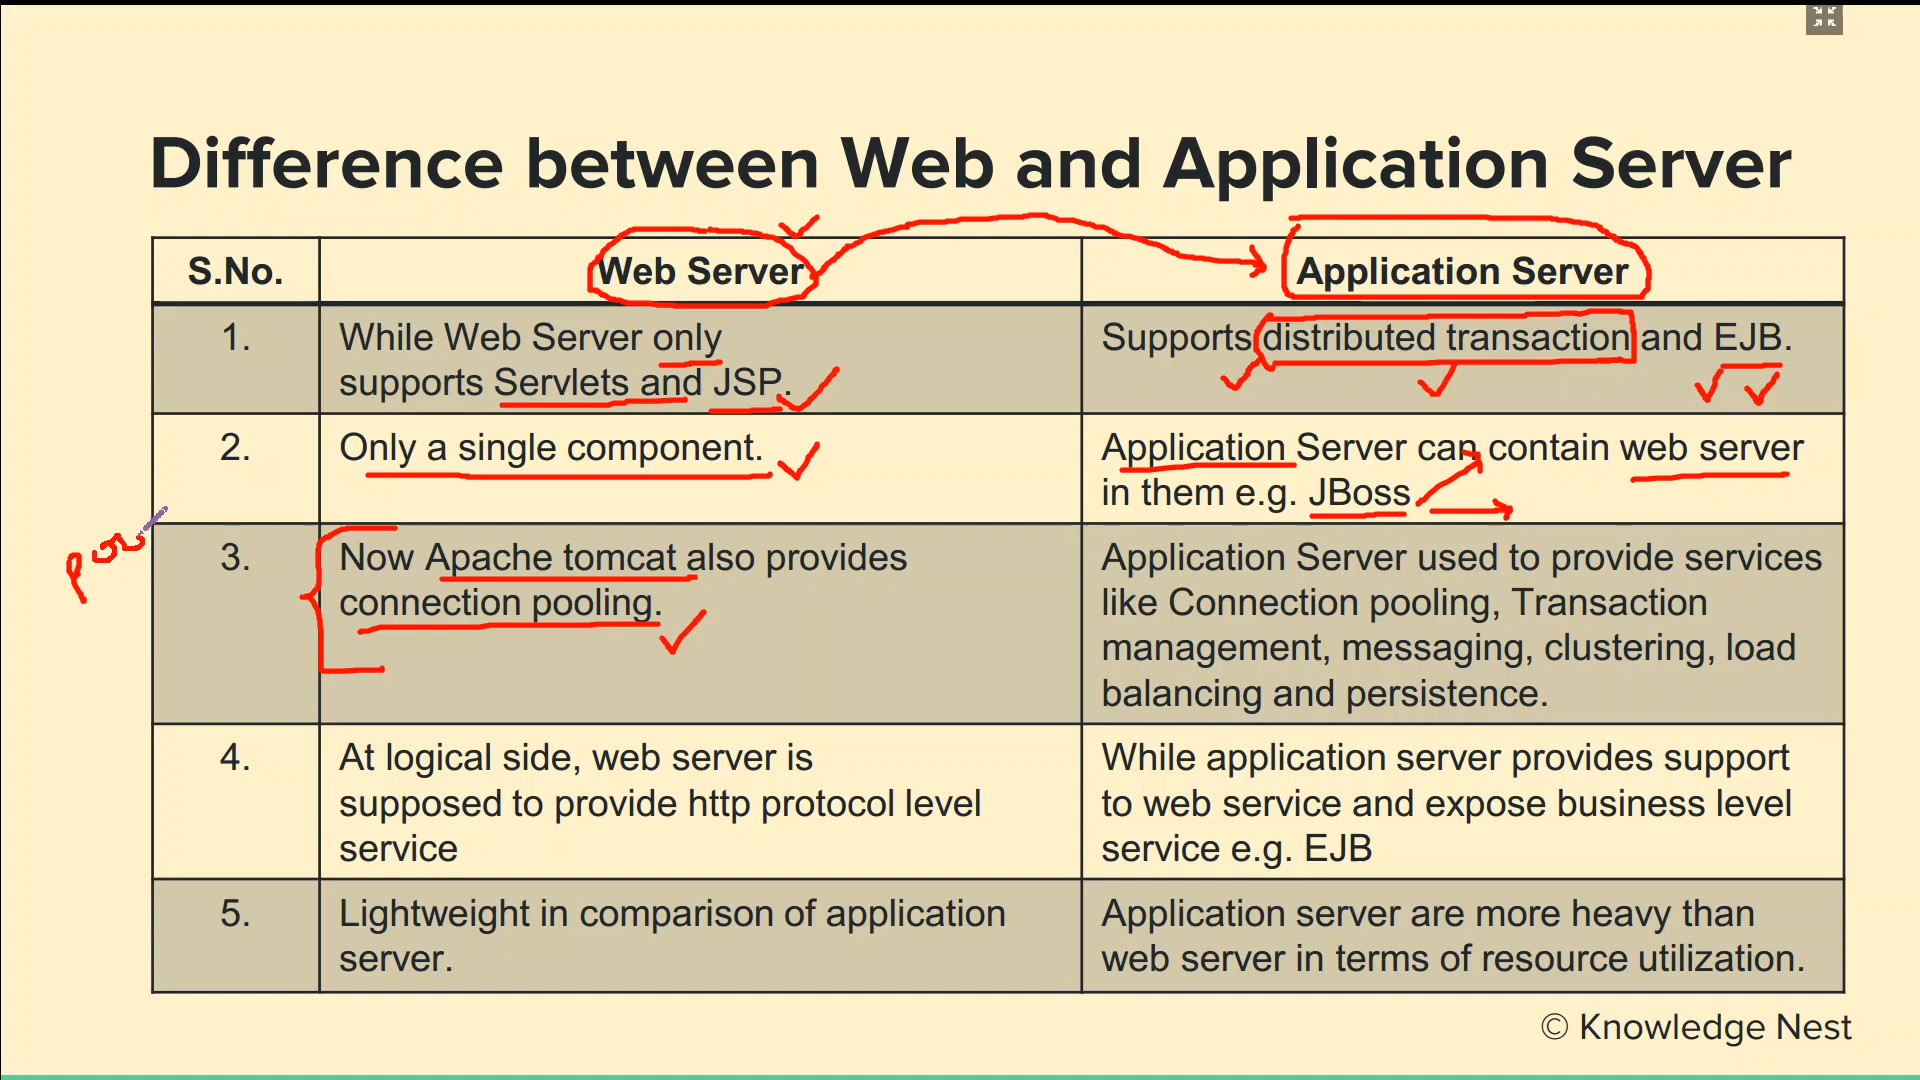 Difference between Web and Application Server
S.No.
Web Server
Application Server
1.
While Web Server only
supports Servlets and JSP.
Supports distributed transaction and EJB.
2.
Only a single component.
Application Server can contain web server
in them e.g. JBoss
3.
Now Apache tomcat also provides
connection pooling.
Application Server used to provide services
like Connection pooling, Transaction
management, messaging, clustering, load
balancing and persistence.
4.
At logical side, web server is
supposed to provide http protocol level
service
While application server provides support
to web service and expose business level
service e.g. EJB
5.
Lightweight in comparison of application
server.
Application server are more heavy than
web server in terms of resource utilization.
© Knowledge Nest